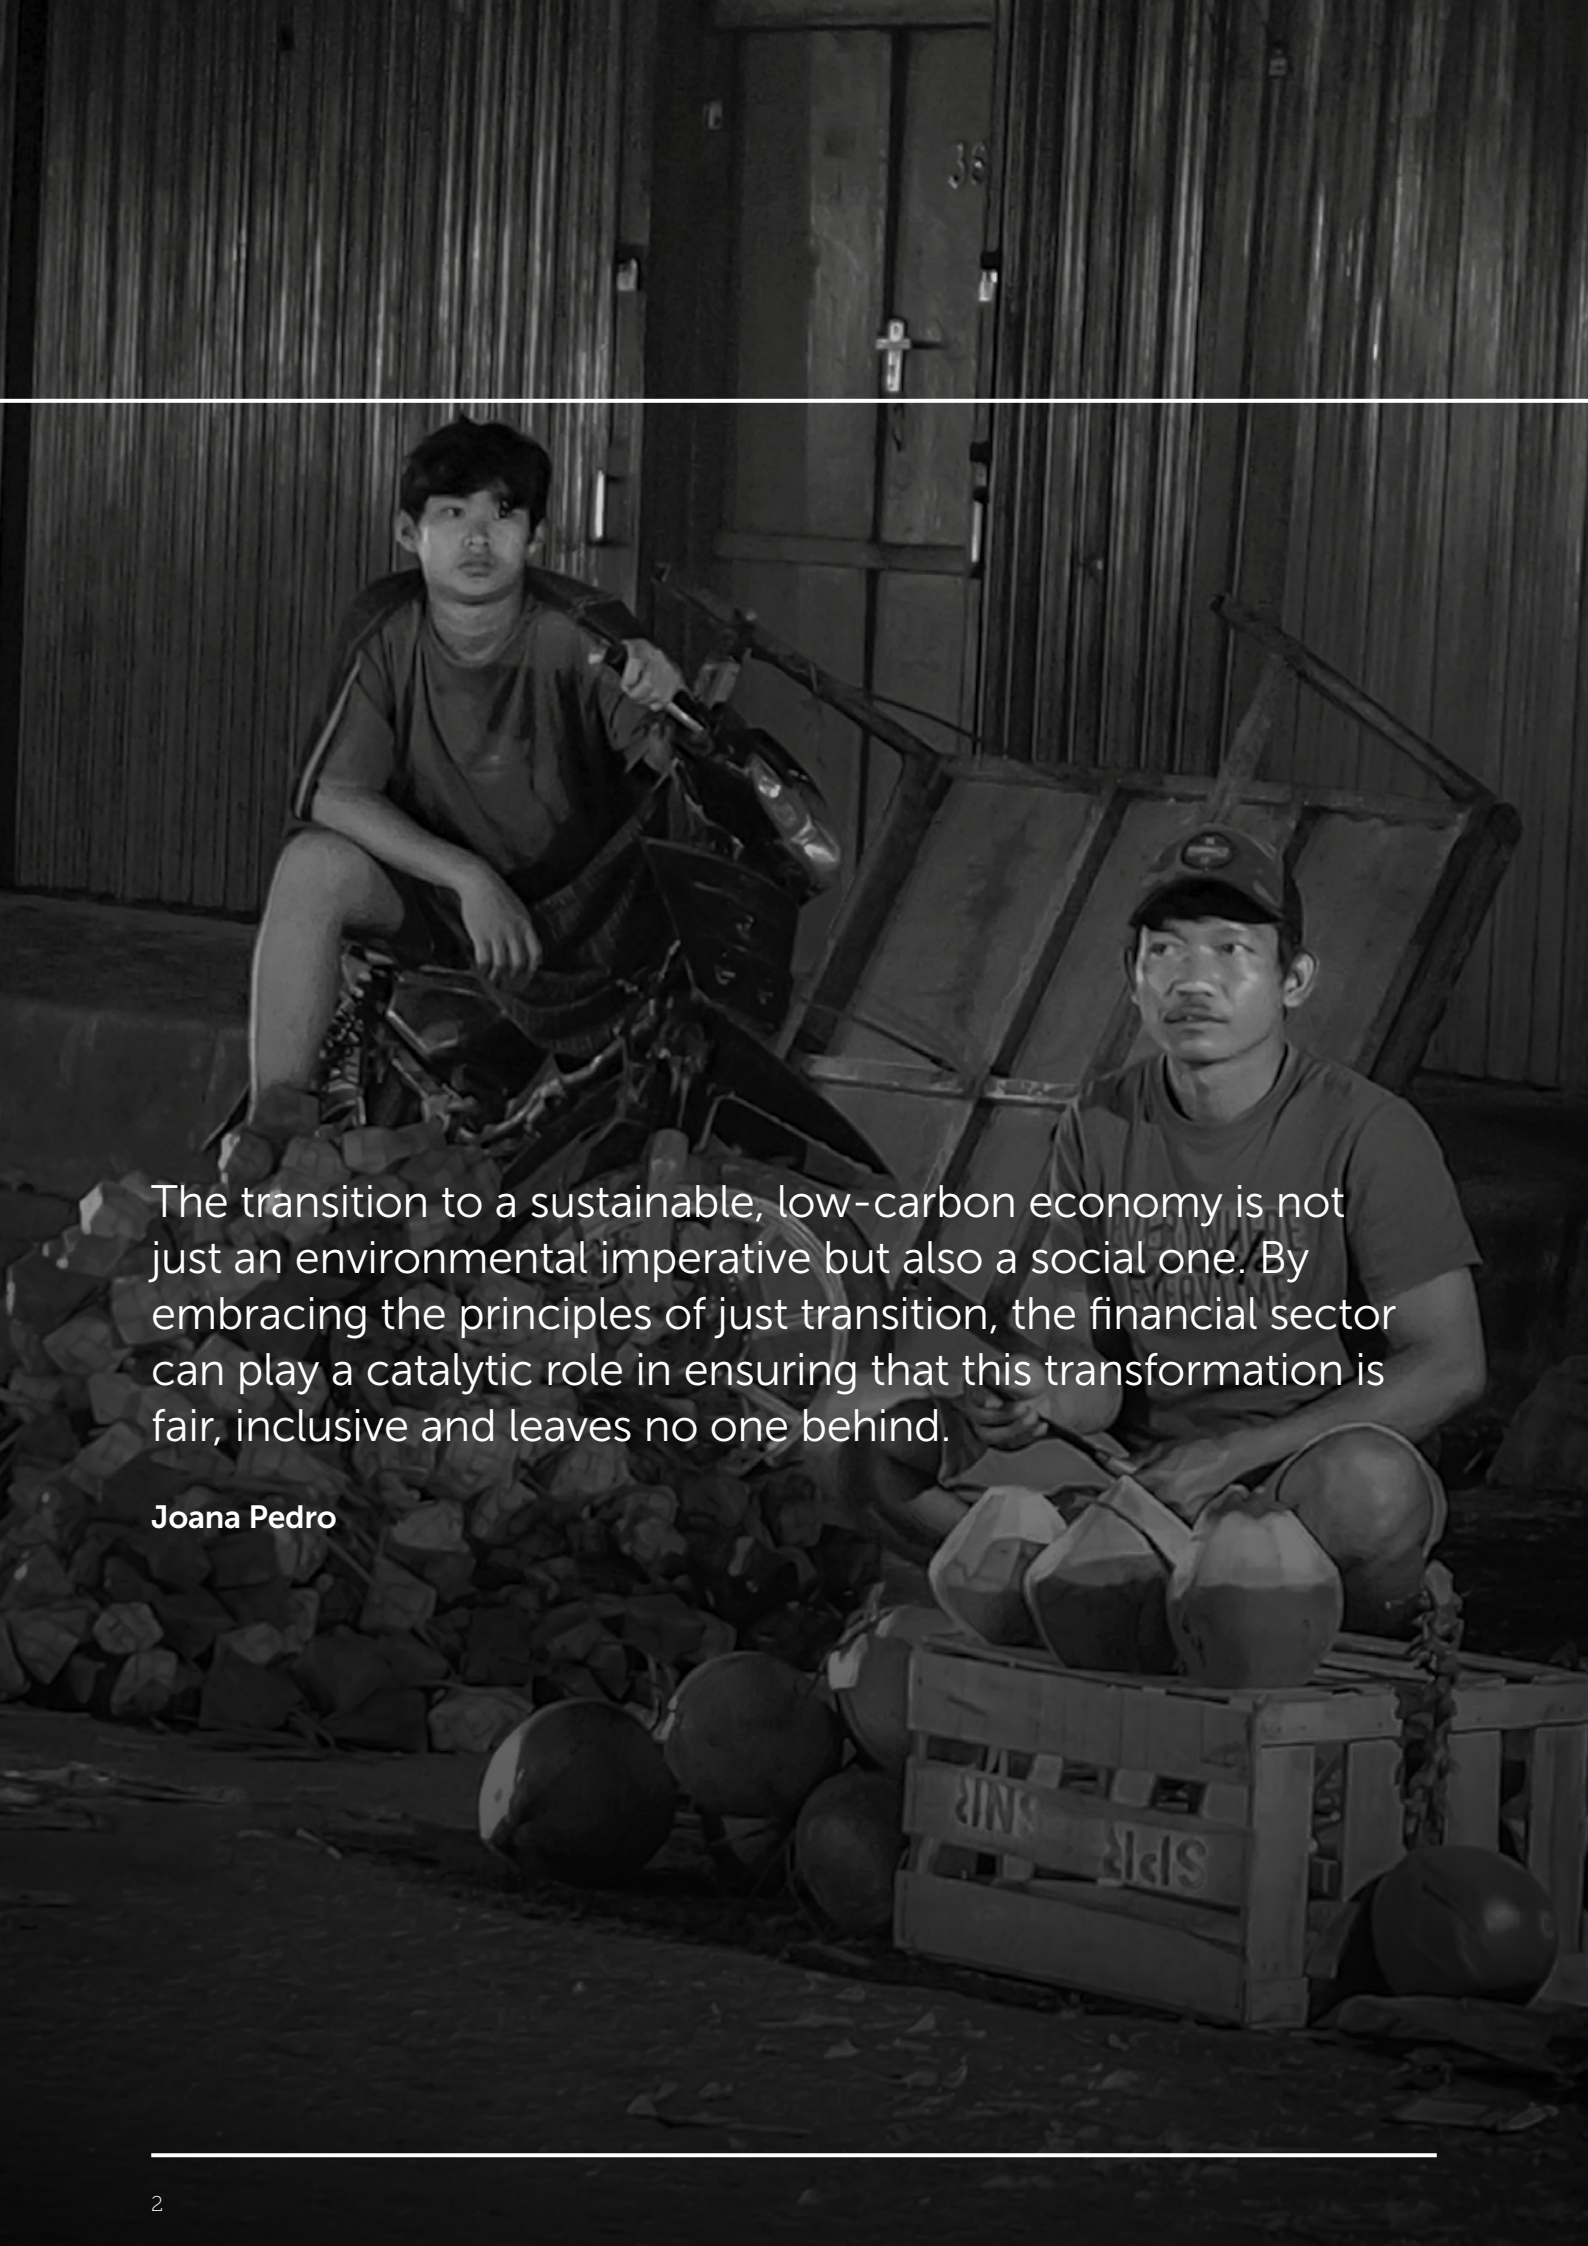 36
The transition to a sustainable, low-carbon economy is not
just an environmental imperative but also a social one. By
embracing the principles of just transition, the financial sector
can play a catalytic role in ensuring that this transformation is
fair, inclusive and leaves no one behind.
Joana Pedro
2